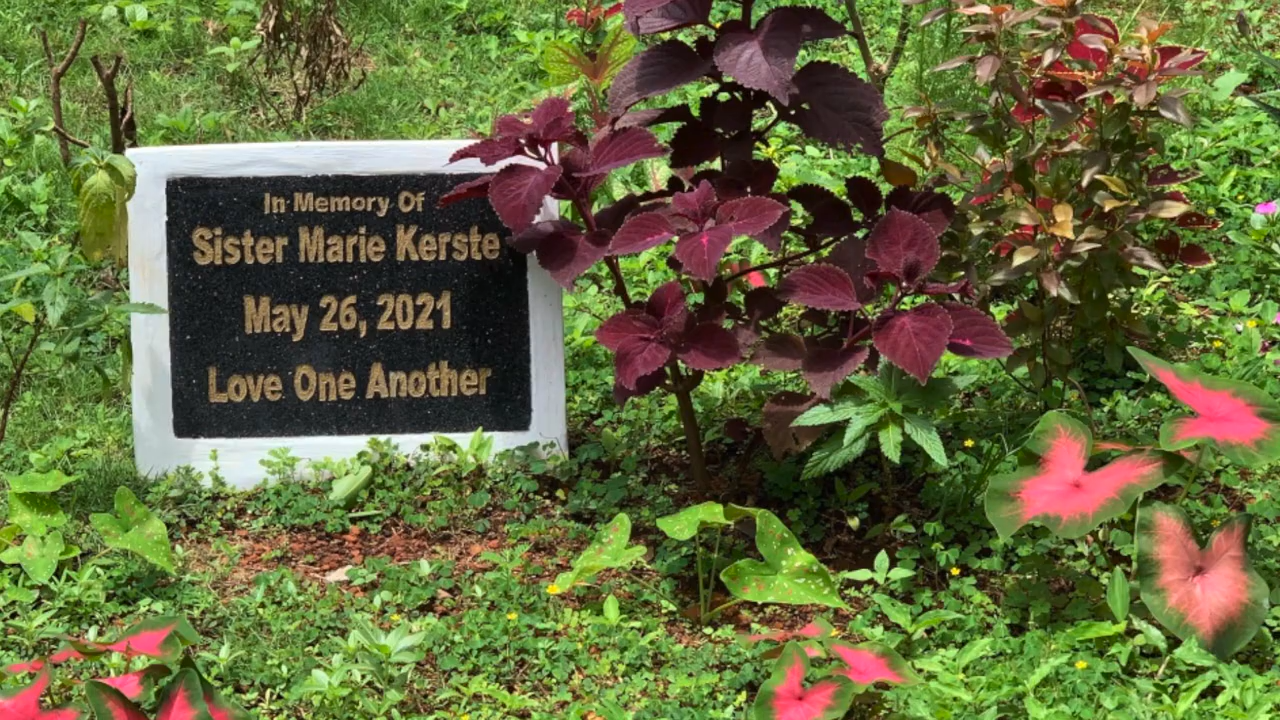 In Memory Of
Sister Marie Kerste
May 26, 2021
Love One Another